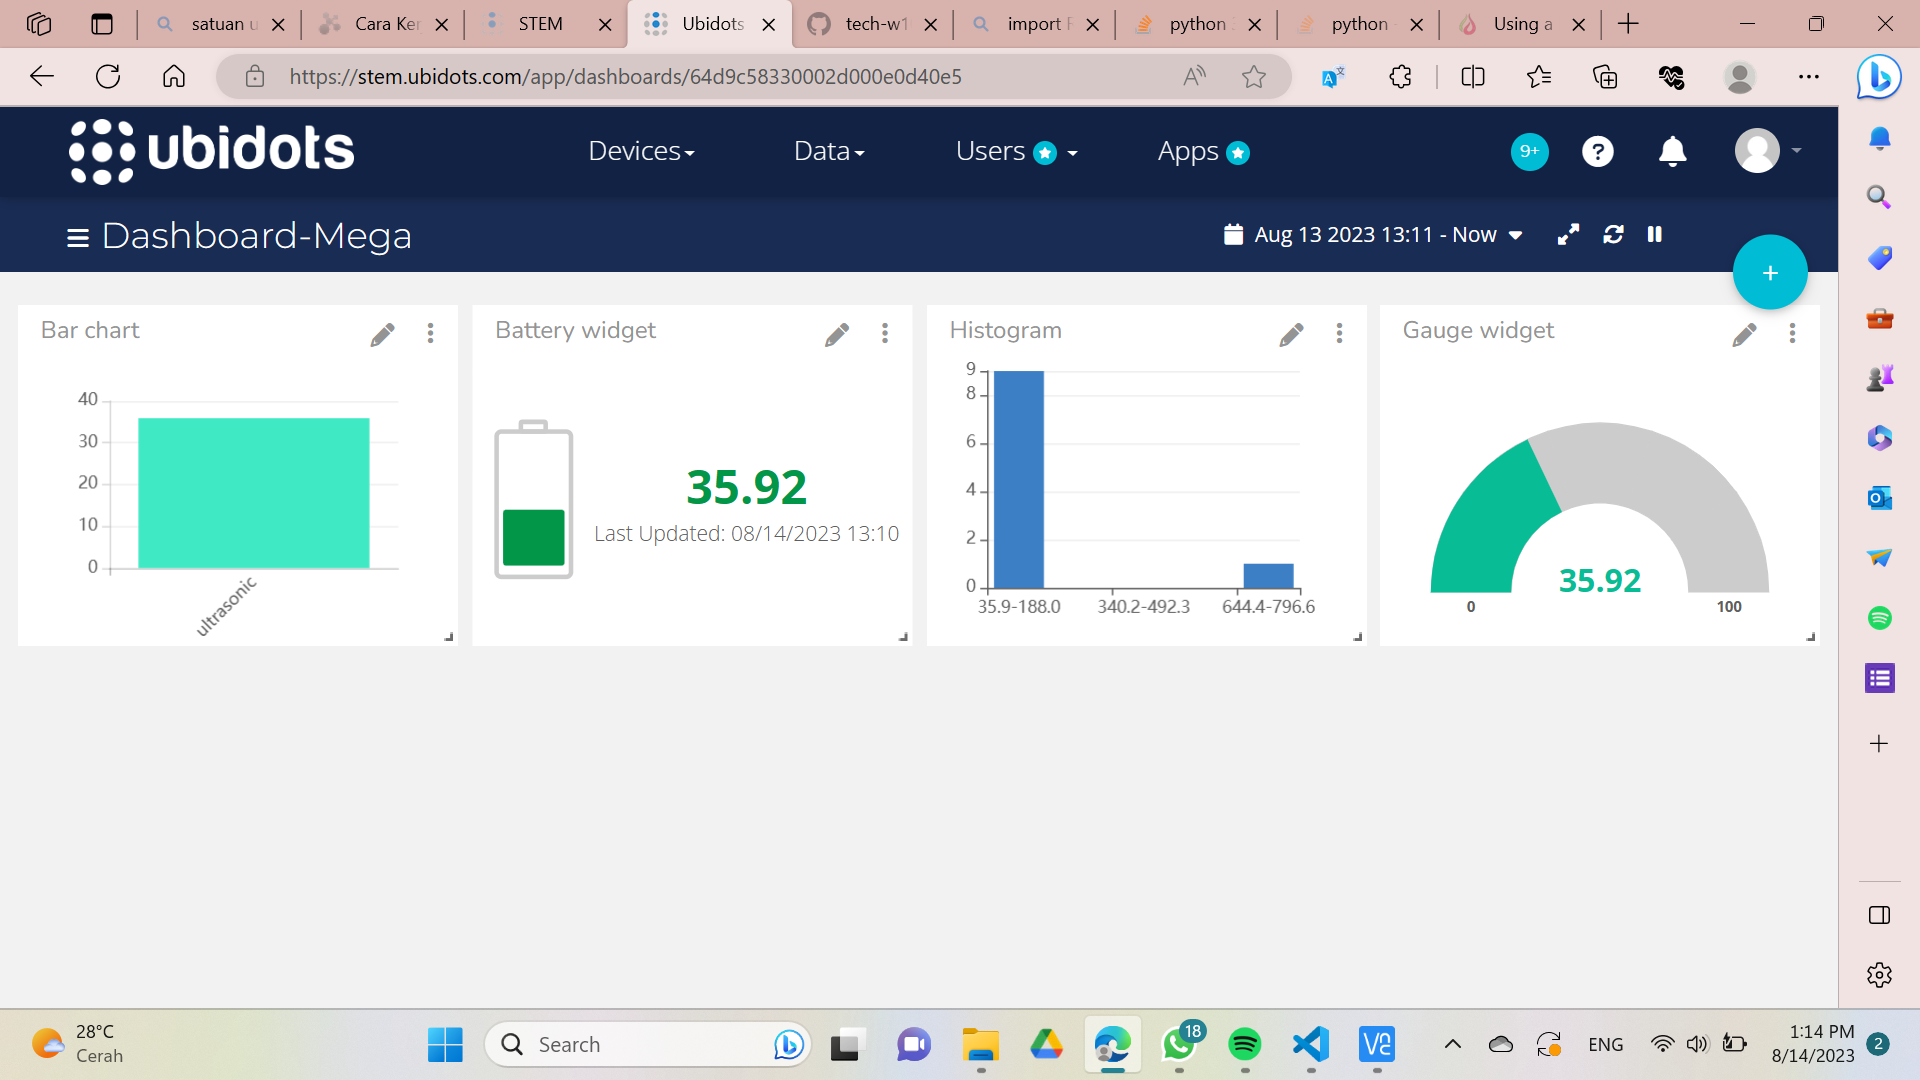 satuan u
Cara Ker
STEM
Ubidots
tech-w1
import F
python
python
Using a
https://stem.ubidots.com/app/dashboards/64d9c58330002d000e0d40e5
ubidots
Devices
Data
Users
Apps
9+
?
Dashboard-Mega
Aug 13 2023 13:11 - Now
+
Bar chart
40
30
20
10
0
ultrasonic
Battery widget
35.92
Last Updated: 08/14/2023 13:10
Histogram
9
8
6
4
2
0
35.9-188.0
340.2-492.3
644.4-796.6
Gauge widget
35.92
0
100
28°C
Cerah
Search
18
ENG
1:14 PM
8/14/2023
2